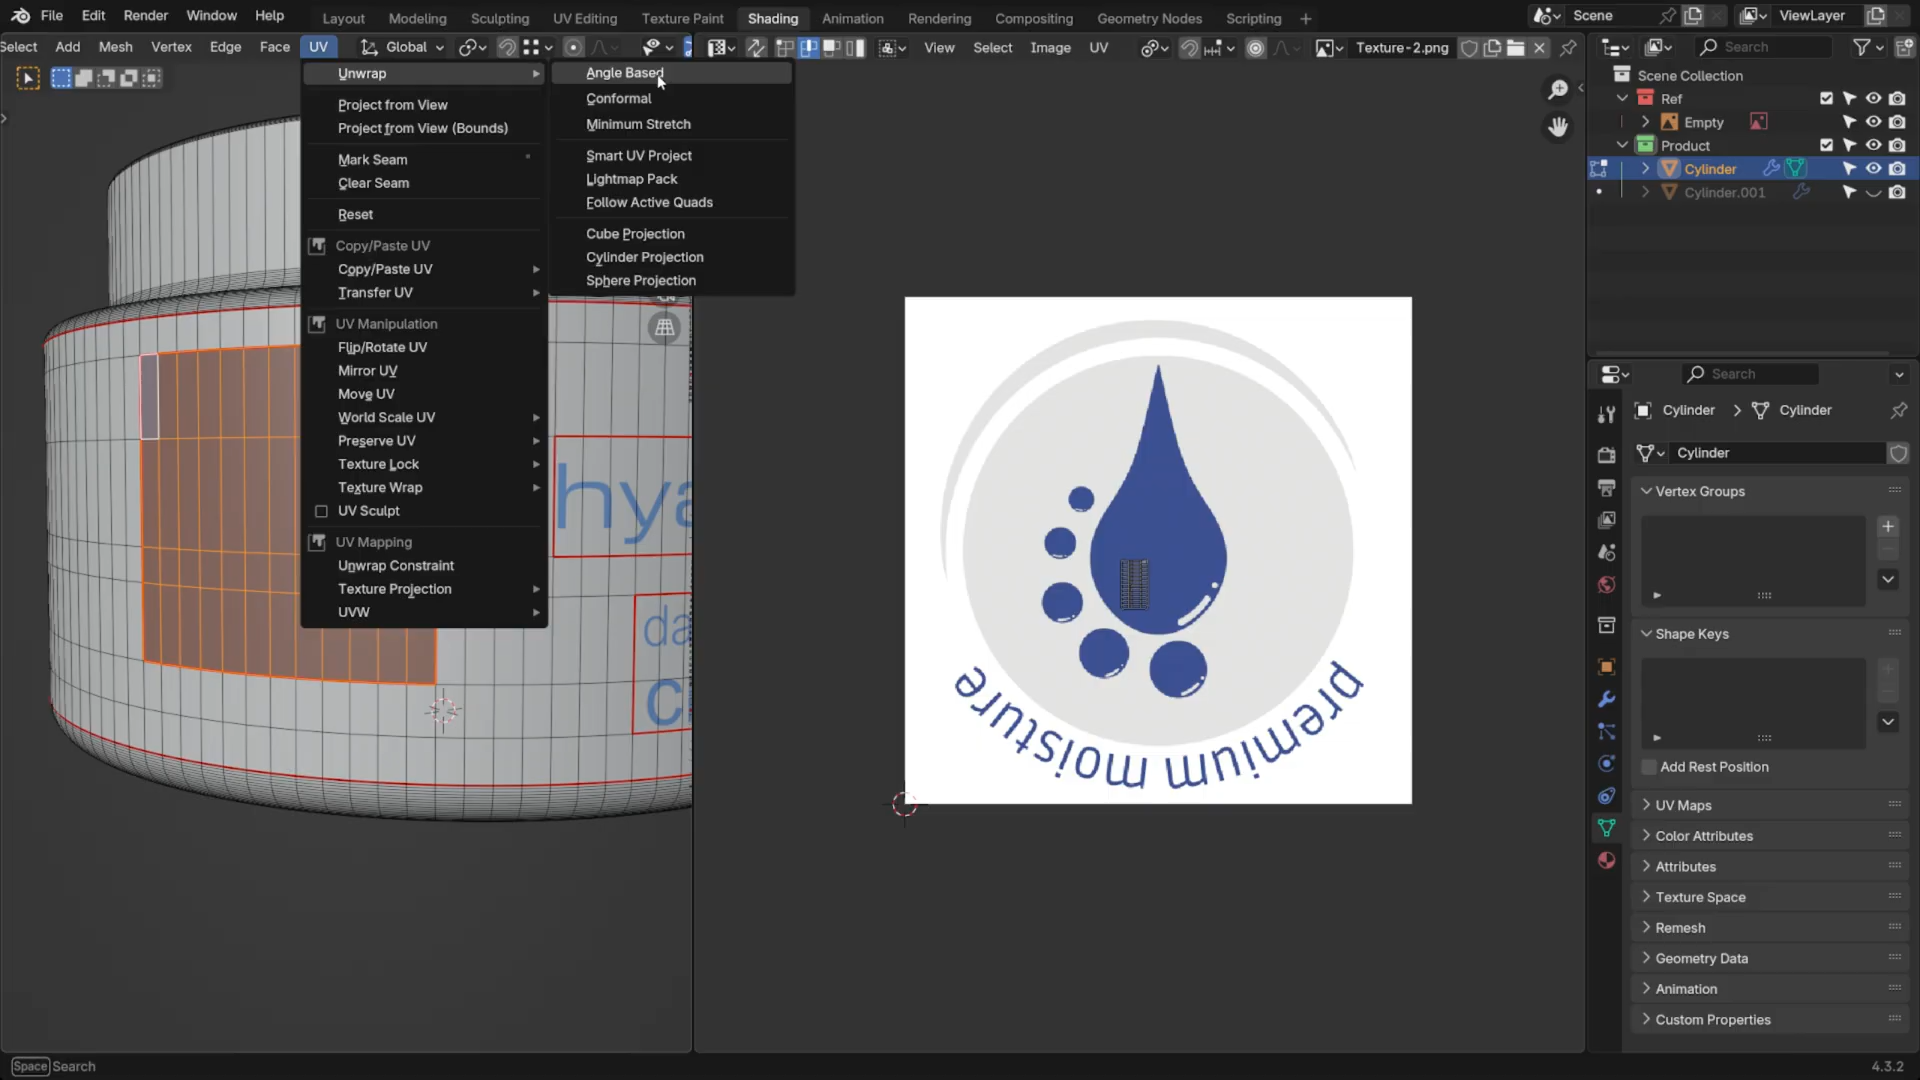 File Edit Render Window Help
Layout Modeling Sculpting UV Editing Texture Paint Shading Animation Rendering Compositing Geometry Nodes Scripting +
Scene ViewLayer
Select Add Mesh Vertex Edge Face UV Global
View Select Image UV Texture-2.png
Search
Unwrap
Project from View
Project from View (Bounds)
Mark Seam
Clear Seam
Reset
Copy/Paste UV
Copy/Paste UV
Transfer UV
UV Manipulation
Flip/Rotate UV
Mirror UV
Move UV
World Scale UV
Preserve UV
Texture Lock
Texture Wrap
UV Sculpt
UV Mapping
Unwrap Constraint
Texture Projection
UVW
Angle Based
Conformal
Minimum Stretch
Smart UV Project
Lightmap Pack
Follow Active Quads
Cube Projection
Cylinder Projection
Sphere Projection
hya
da
premium moisture
Scene Collection
Ref
Empty
Product
Cylinder
Cylinder.001
Search
Cylinder Cylinder
Cylinder
Vertex Groups
Shape Keys
Add Rest Position
UV Maps
Color Attributes
Attributes
Texture Space
Remesh
Geometry Data
Animation
Custom Properties
Space Search
4.3.2